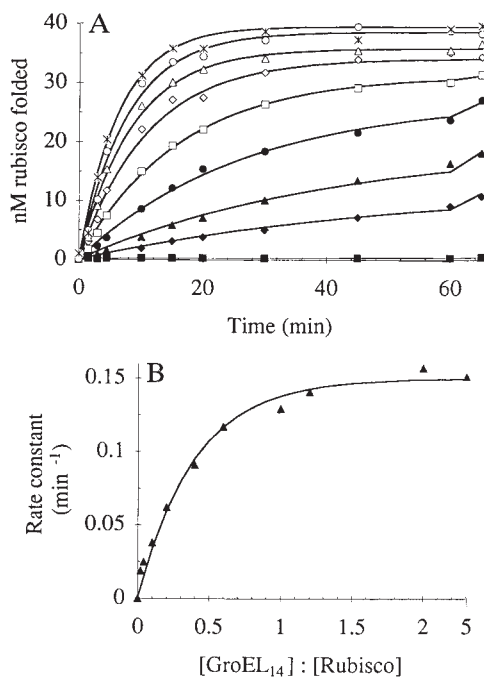 A
nM rubisco folded
40
30
20
10
0
0 20 40 60
Time (min)
B
Rate constant
(min⁻¹)
0.15
0.1
0.05
0
0 0.5 1 1.5 2 5
[GroEL₁₄] : [Rubisco]